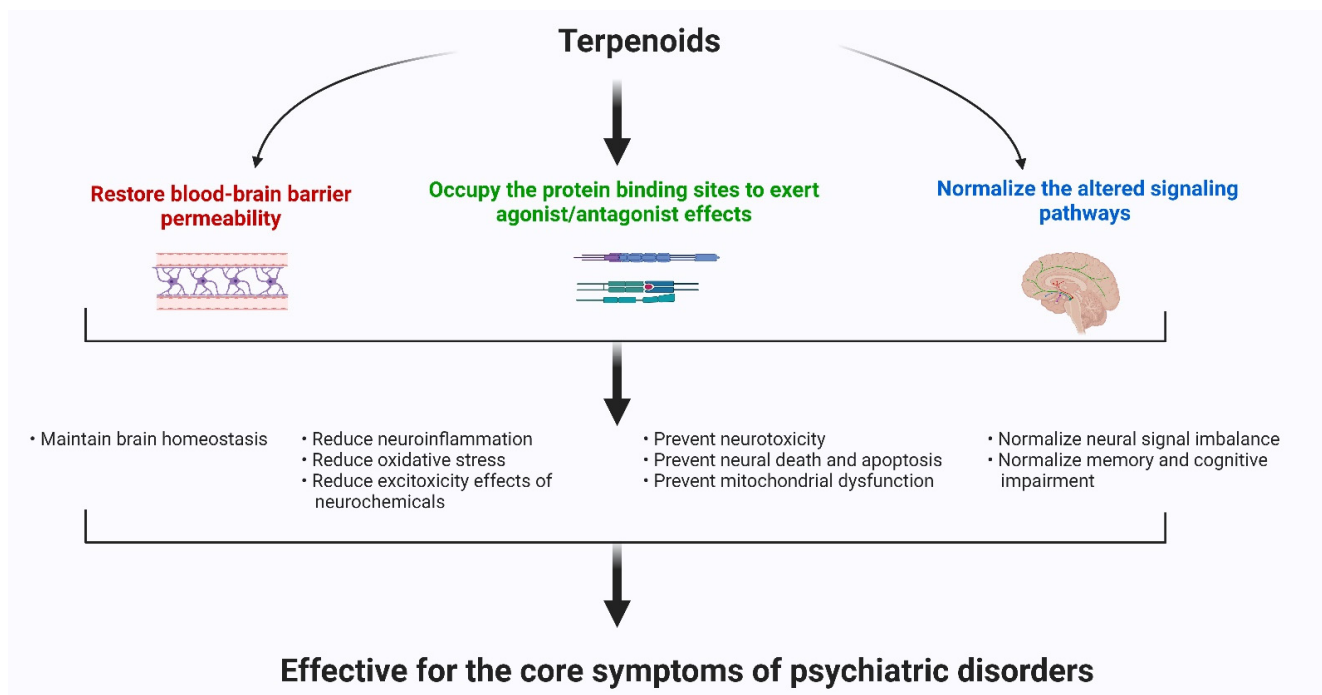 Terpenoids
Restore blood-brain barrier
permeability
Occupy the protein binding sites to exert
agonist/antagonist effects
Normalize the altered signaling
pathways
• Maintain brain homeostasis
• Reduce neuroinflammation
• Reduce oxidative stress
• Reduce excitoxicity effects of
neurochemicals
• Prevent neurotoxicity
• Prevent neural death and apoptosis
• Prevent mitochondrial dysfunction
• Normalize neural signal imbalance
• Normalize memory and cognitive
impairment
Effective for the core symptoms of psychiatric disorders